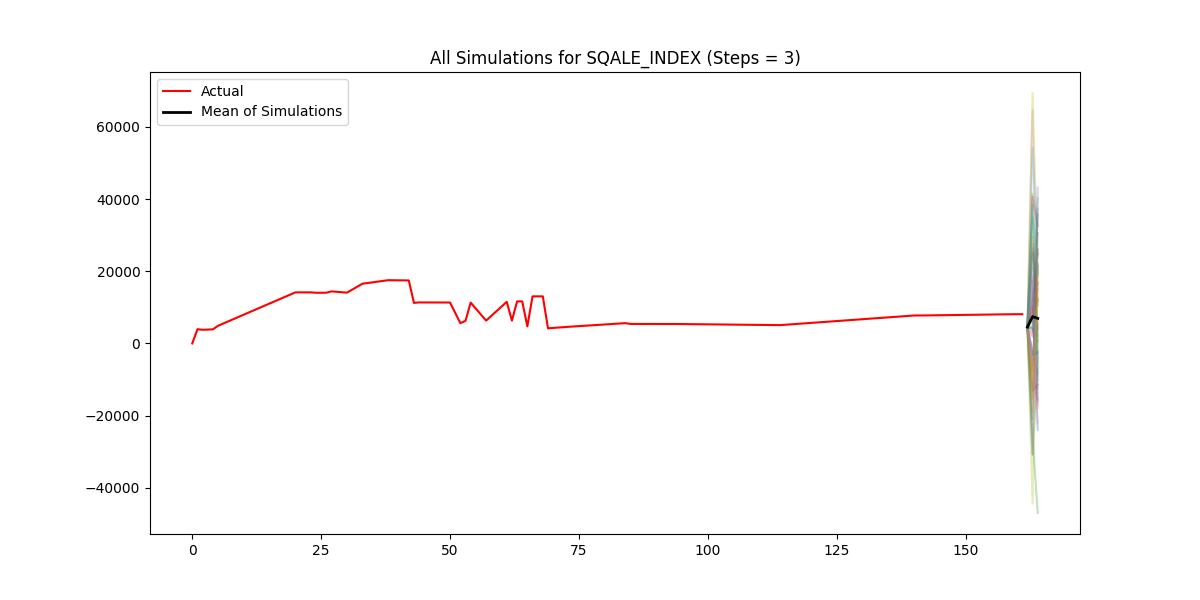 All Simulations for SQALE_INDEX (Steps = 3)
Actual
Mean of Simulations
60000
40000
20000
0
−20000
−40000
0 25 50 75 100 125 150